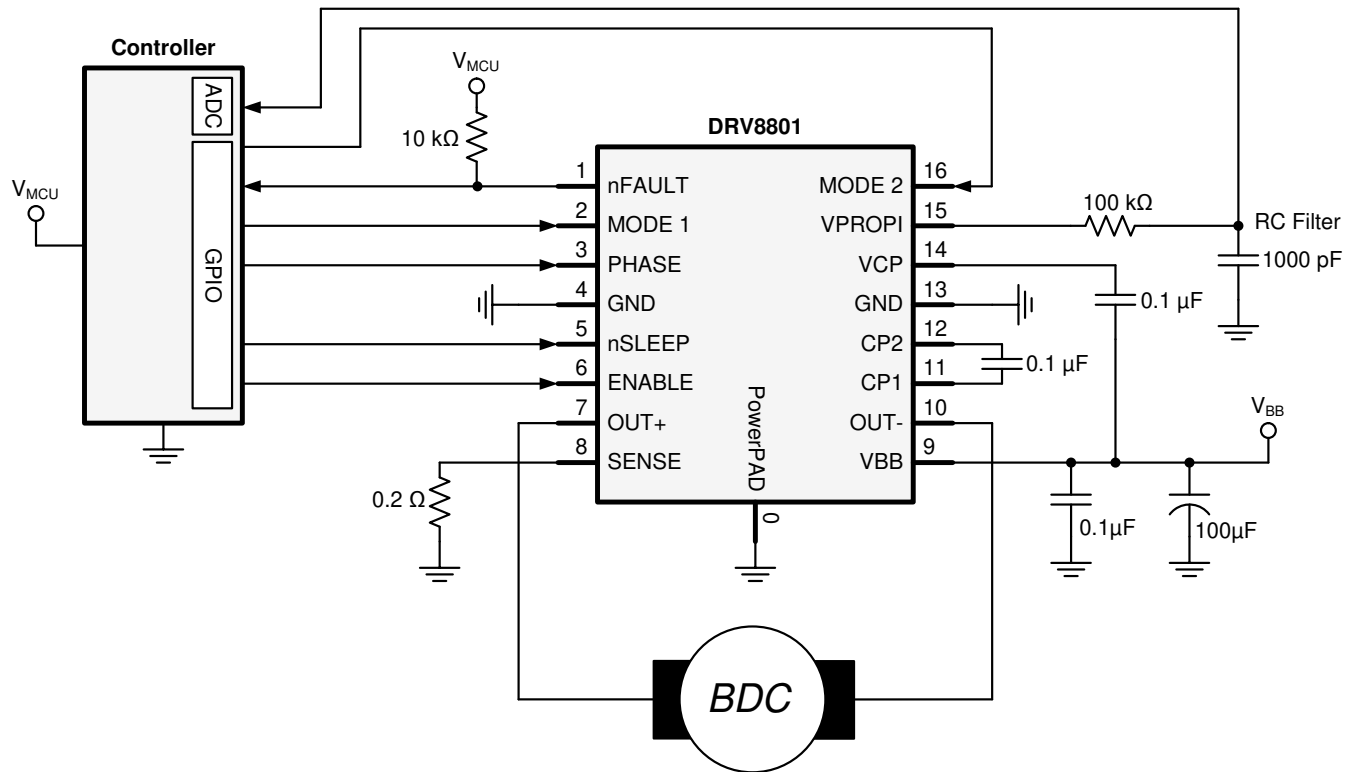 Controller
ADC
GPIO
V_MCU
V_MCU
10 kΩ
DRV8801
1
nFAULT
2
MODE 1
3
PHASE
4
GND
5
nSLEEP
6
ENABLE
7
OUT+
8
SENSE
0.2 Ω
PowerPAD
0
16
MODE 2
15
VPROPI
14
VCP
13
GND
12
CP2
11
CP1
10
OUT-
9
VBB
100 kΩ
RC Filter
1000 pF
0.1 µF
0.1 µF
V_BB
0.1µF
100µF
BDC